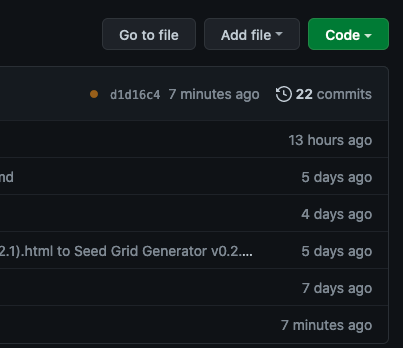 Go to file Add file Code
d1d16c4 7 minutes ago 22 commits
13 hours ago
md 5 days ago
4 days ago
2.1).html to Seed Grid Generator v0.2.... 5 days ago
7 days ago
7 minutes ago